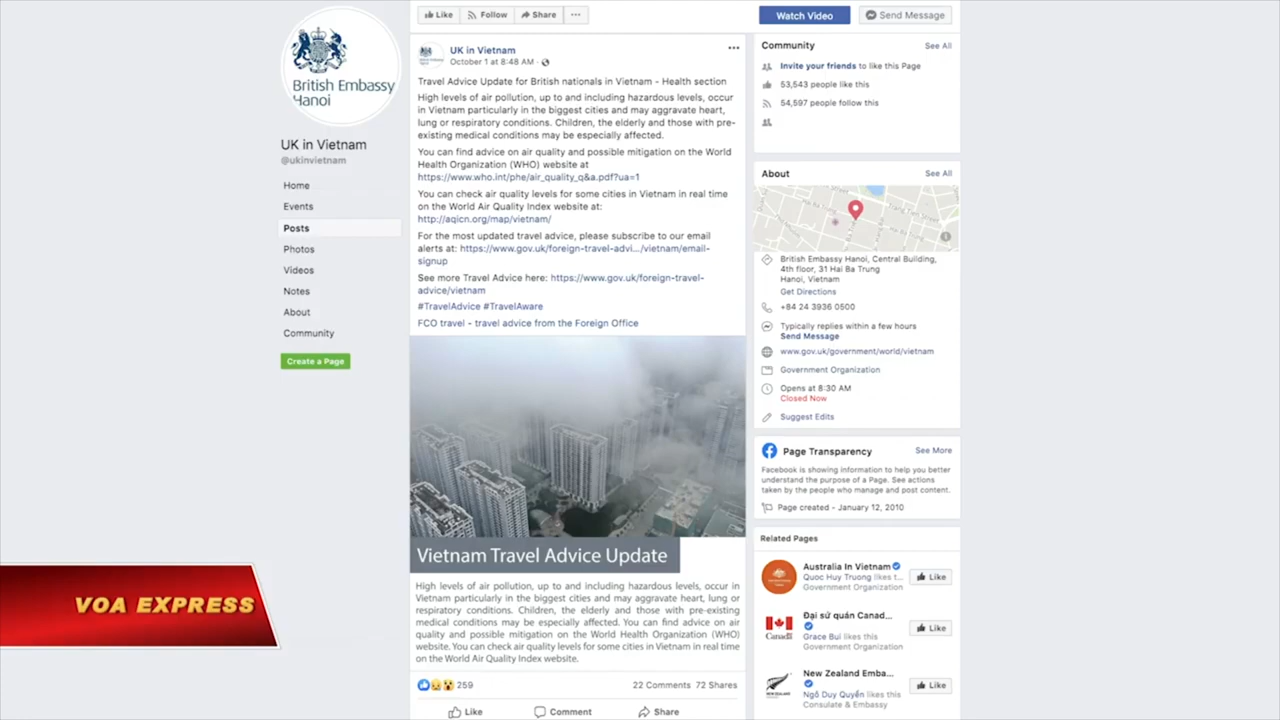 British Embassy
Hanoi
UK in Vietnam
@ukinvietnam
Home
Events
Posts
Photos
Videos
Notes
About
Community
Create a Page
VOA EXPRESS
Like
Follow
Share
···
UK in Vietnam
October 1 at 8:48 AM ·
Travel Advice Update for British nationals in Vietnam - Health section
High levels of air pollution, up to and including hazardous levels, occur
in Vietnam particularly in the biggest cities and may aggravate heart,
lung or respiratory conditions. Children, the elderly and those with pre-
existing medical conditions may be especially affected.
You can find advice on air quality and possible mitigation on the World
Health Organization (WHO) website at
https://www.who.int/phe/air_quality_q&a.pdf?ua=1
You can check air quality levels for some cities in Vietnam in real time
on the World Air Quality Index website at:
http://aqicn.org/map/vietnam/
For the most updated travel advice, please subscribe to our email
alerts at: https://www.gov.uk/foreign-travel-advi.../vietnam/email-
signup
See more Travel Advice here: https://www.gov.uk/foreign-travel-
advice/vietnam
#TravelAdvice #TravelAware
FCO travel - travel advice from the Foreign Office
Vietnam Travel Advice Update
High levels of air pollution, up to and including hazardous levels, occur in
Vietnam particularly in the biggest cities and may aggravate heart, lung or
respiratory conditions. Children, the elderly and those with pre-existing
medical conditions may be especially affected. You can find advice on air
quality and possible mitigation on the World Health Organization (WHO)
website. You can check air quality levels for some cities in Vietnam in real time
on the World Air Quality Index website.
259
22 Comments 72 Shares
Like
Comment
Share
Watch Video
Send Message
Community
See All
Invite your friends to like this Page
53,543 people like this
54,597 people follow this
About
See All
British Embassy Hanoi, Central Building,
4th floor, 31 Hai Ba Trung
Hanoi, Vietnam
Get Directions
+84 24 3936 0500
Typically replies within a few hours
Send Message
www.gov.uk/government/world/vietnam
Government Organization
Opens at 8:30 AM
Closed Now
Suggest Edits
Page Transparency
See More
Facebook is showing information to help you better
understand the purpose of a Page. See actions
taken by the people who manage and post content.
Page created - January 12, 2010
Related Pages
Australia In Vietnam
Quoc Huy Truong likes t...
Government Organization
Like
Đại sứ quán Canad...
Canada
Grace Bui likes this
Government Organization
Like
New Zealand Emba...
Ngô Duy Quyền likes this
Consulate & Embassy
Like